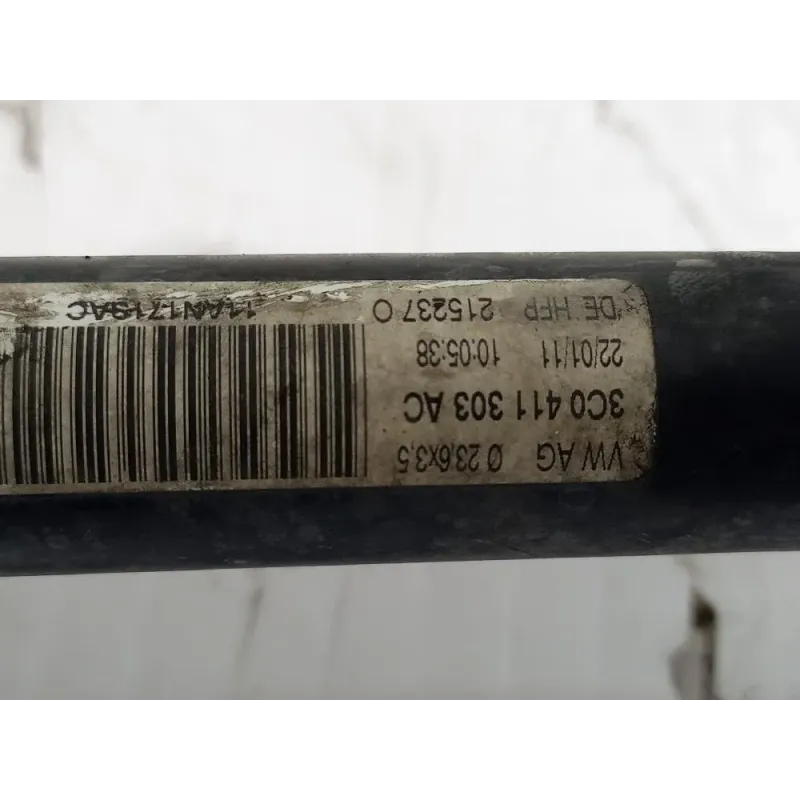 VW AG Ø 23,6x3,5
3C0 411 303 AC
22/01/11 10:05:38
DE HFP 215237 O